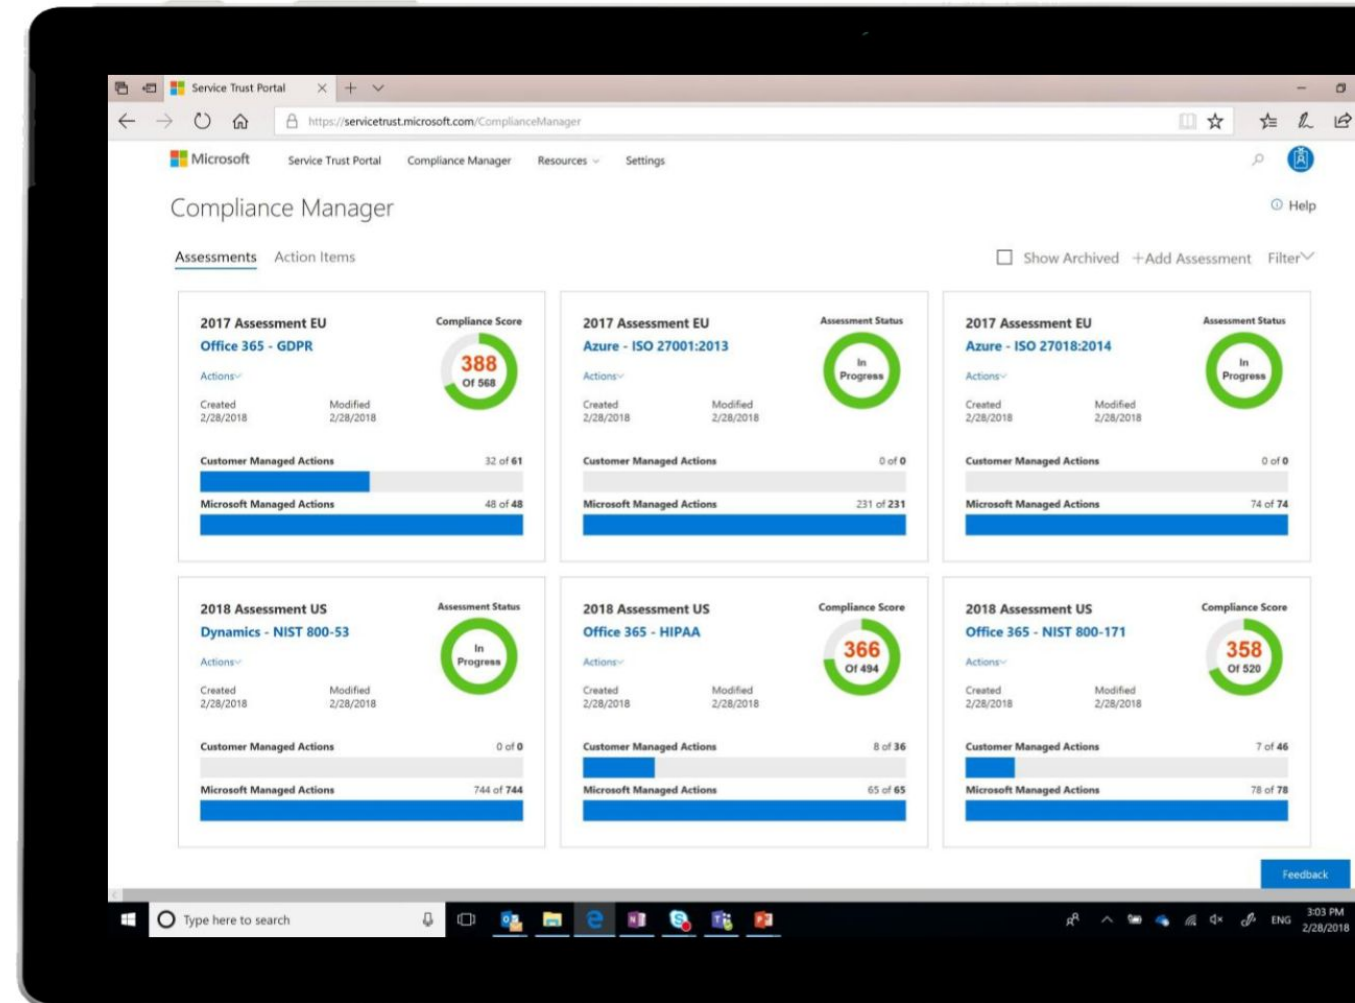 Service Trust Portal
https://servicetrust.microsoft.com/ComplianceManager
Microsoft Service Trust Portal Compliance Manager Resources Settings
Compliance Manager
Help
Assessments Action Items
Show Archived +Add Assessment Filter
2017 Assessment EU
Office 365 - GDPR
Compliance Score
388
Of 568
Actions
Created Modified
2/28/2018 2/28/2018
Customer Managed Actions 32 of 61
Microsoft Managed Actions 48 of 48
2017 Assessment EU
Azure - ISO 27001:2013
Assessment Status
In
Progress
Actions
Created Modified
2/28/2018 2/28/2018
Customer Managed Actions 0 of 0
Microsoft Managed Actions 231 of 231
2017 Assessment EU
Azure - ISO 27018:2014
Assessment Status
In
Progress
Actions
Created Modified
2/28/2018 2/28/2018
Customer Managed Actions 0 of 0
Microsoft Managed Actions 74 of 74
2018 Assessment US
Dynamics - NIST 800-53
Assessment Status
In
Progress
Actions
Created Modified
2/28/2018 2/28/2018
Customer Managed Actions 0 of 0
Microsoft Managed Actions 744 of 744
2018 Assessment US
Office 365 - HIPAA
Compliance Score
366
Of 494
Actions
Created Modified
2/28/2018 2/28/2018
Customer Managed Actions 8 of 36
Microsoft Managed Actions 65 of 65
2018 Assessment US
Office 365 - NIST 800-171
Compliance Score
358
Of 520
Actions
Created Modified
2/28/2018 2/28/2018
Customer Managed Actions 7 of 46
Microsoft Managed Actions 78 of 78
Feedback
Type here to search
ENG
3:03 PM
2/28/2018